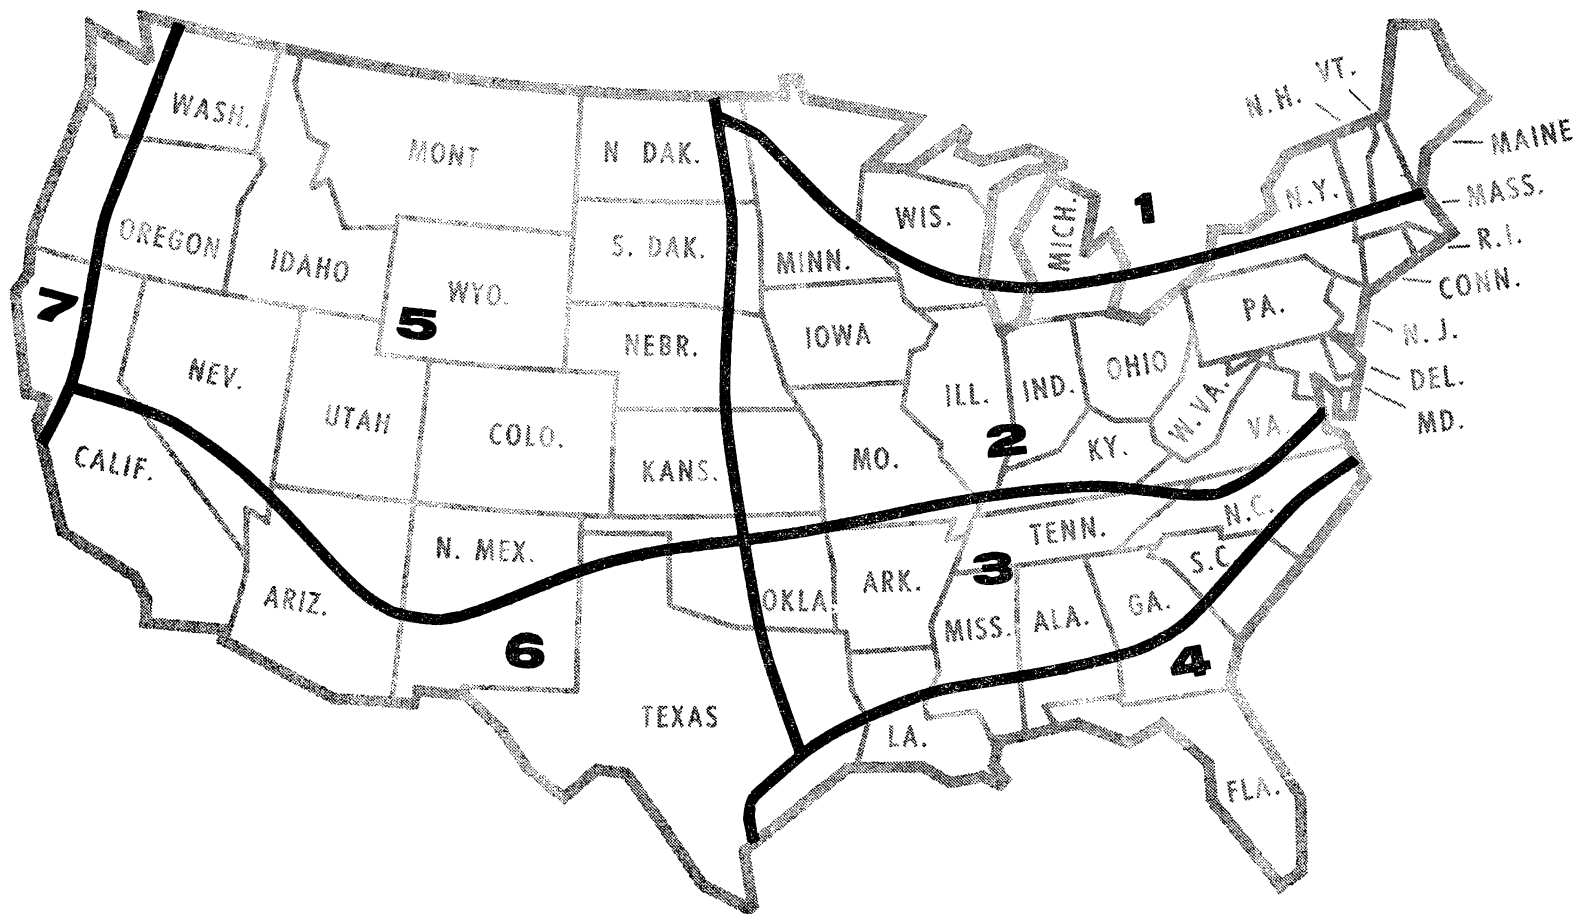 VT.
N.H.
WASH.
MAINE
MONT
N DAK.
MASS.
N.Y.
WIS.
MICH.
1
OREGON
S. DAK.
R.I.
IDAHO
MINN.
CONN.
WYO.
7
5
PA.
N.J.
IOWA
NEBR.
OHIO
NEV.
DEL.
IND.
ILL.
W.VA.
UTAH
MD.
VA.
COLO.
2
KY.
CALIF.
KANS.
MO.
N.C.
TENN.
N. MEX.
S.C
3
ARK.
ARIZ.
OKLA.
GA.
MISS.
ALA.
6
4
TEXAS
LA.
FLA.